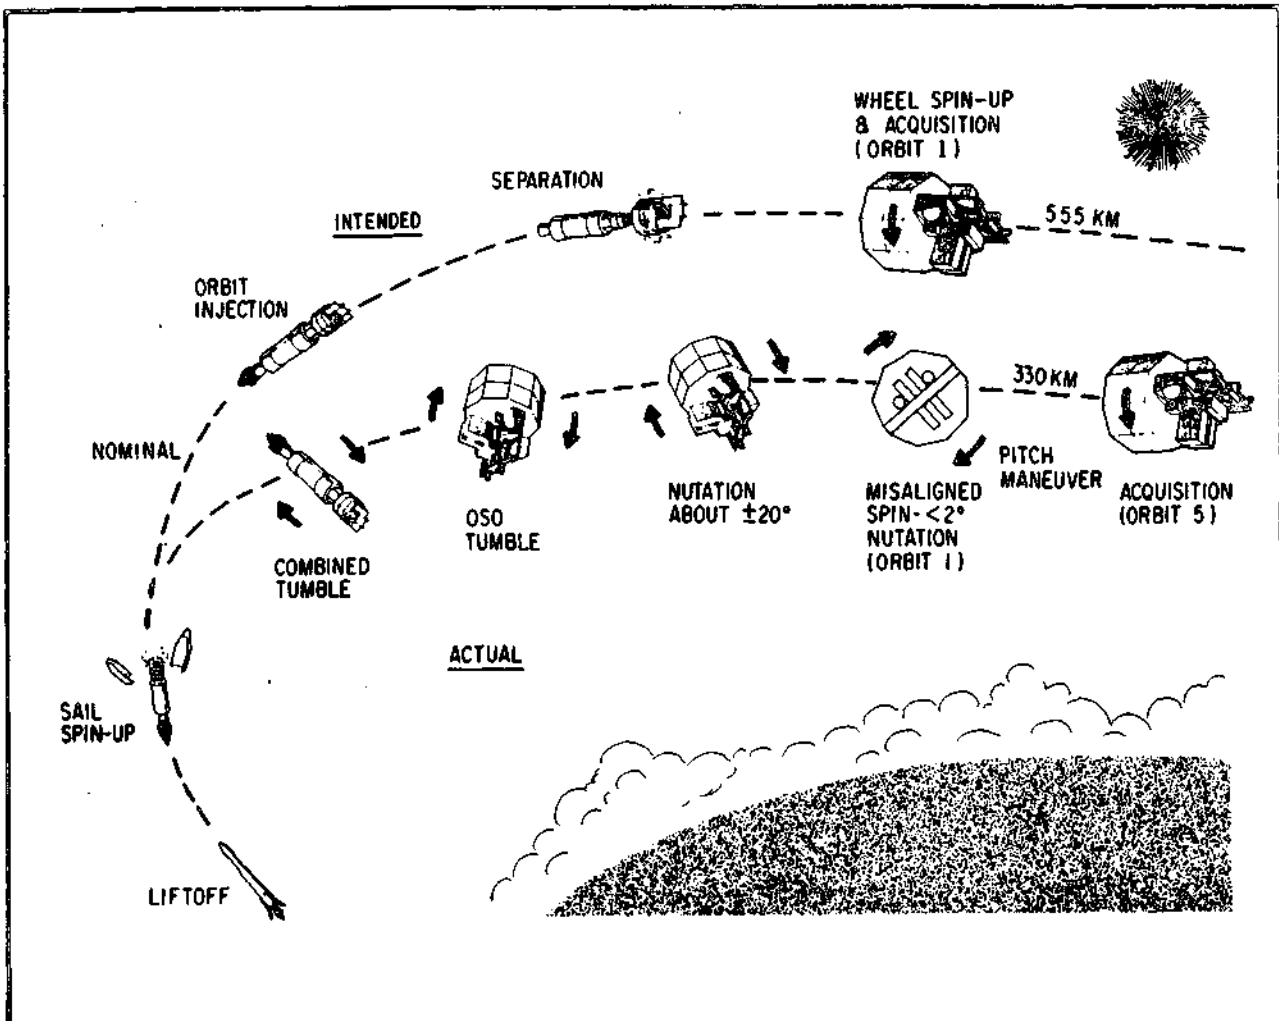 WHEEL SPIN-UP
& ACQUISITION
(ORBIT 1)
SEPARATION
INTENDED
555 KM
ORBIT
INJECTION
330 KM
NOMINAL
PITCH
MANEUVER
OSO
TUMBLE
NUTATION
ABOUT ±20°
MISALIGNED
SPIN-<2°
NUTATION
(ORBIT 1)
ACQUISITION
(ORBIT 5)
COMBINED
TUMBLE
ACTUAL
SAIL
SPIN-UP
LIFTOFF